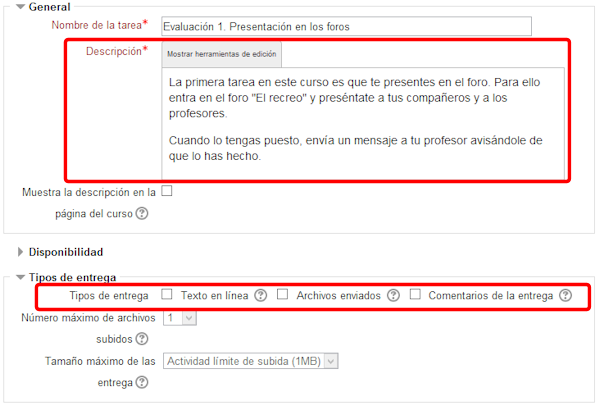 General
Nombre de la tarea* Evaluación 1. Presentación en los foros
Descripción* Mostrar herramientas de edición
La primera tarea en este curso es que te presentes en el foro. Para ello
entra en el foro "El recreo" y preséntate a tus compañeros y a los
profesores.
Cuando lo tengas puesto, envía un mensaje a tu profesor avisándole de
que lo has hecho.
Muestra la descripción en la
página del curso ?
Disponibilidad
Tipos de entrega
Tipos de entrega Texto en línea ? Archivos enviados ? Comentarios de la entrega ?
Número máximo de archivos 1
subidos ?
Tamaño máximo de las Actividad límite de subida (1MB)
entrega ?